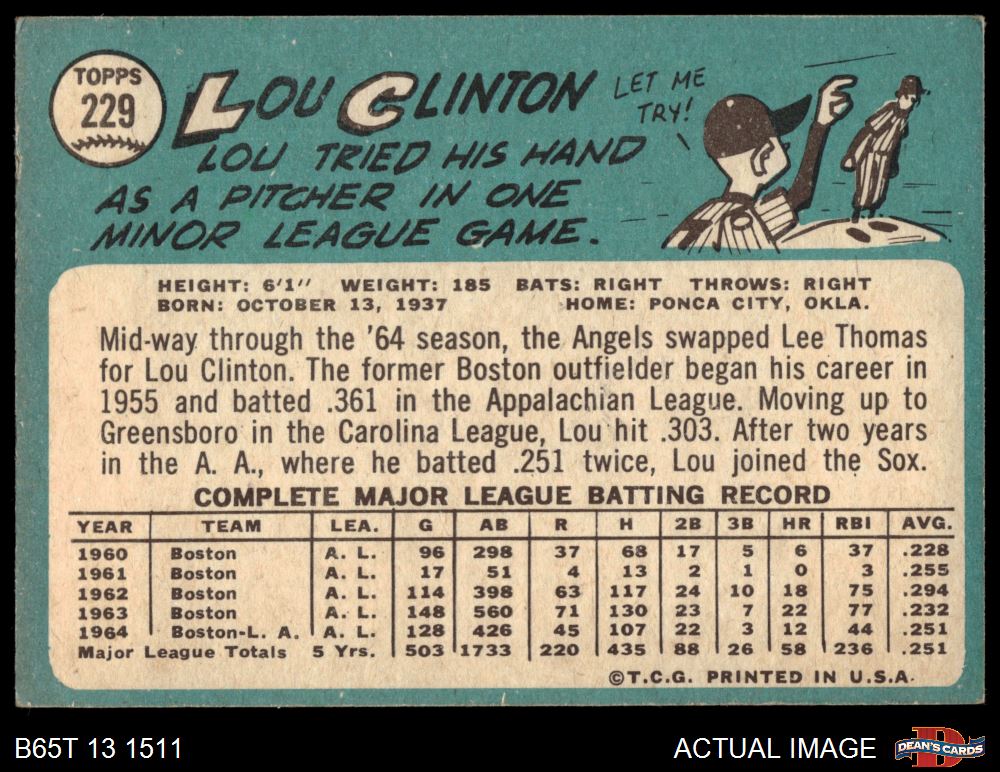 TOPPS
229
LOU CLINTON
LET ME
TRY!
LOU TRIED HIS HAND
AS A PITCHER IN ONE
MINOR LEAGUE GAME.
HEIGHT: 6'1" WEIGHT: 185 BATS: RIGHT THROWS: RIGHT
BORN: OCTOBER 13, 1937 HOME: PONCA CITY, OKLA.
Mid-way through the '64 season, the Angels swapped Lee Thomas
for Lou Clinton. The former Boston outfielder began his career in
1955 and batted .361 in the Appalachian League. Moving up to
Greensboro in the Carolina League, Lou hit .303. After two years
in the A. A., where he batted .251 twice, Lou joined the Sox.
COMPLETE MAJOR LEAGUE BATTING RECORD
YEAR TEAM LEA. G AB R H 2B 3B HR RBI AVG.
1960 Boston A. L. 96 298 37 68 17 5 6 37 .228
1961 Boston A. L. 17 51 4 13 2 1 0 3 .255
1962 Boston A. L. 114 398 63 117 24 10 18 75 .294
1963 Boston A. L. 148 560 71 130 23 7 22 77 .232
1964 Boston-L. A. A. L. 128 426 45 107 22 3 12 44 .251
Major League Totals 5 Yrs. 503 1733 220 435 88 26 58 236 .251
©T.C.G. PRINTED IN U.S.A.
B65T 13 1511
ACTUAL IMAGE
D
DEAN'S CARDS